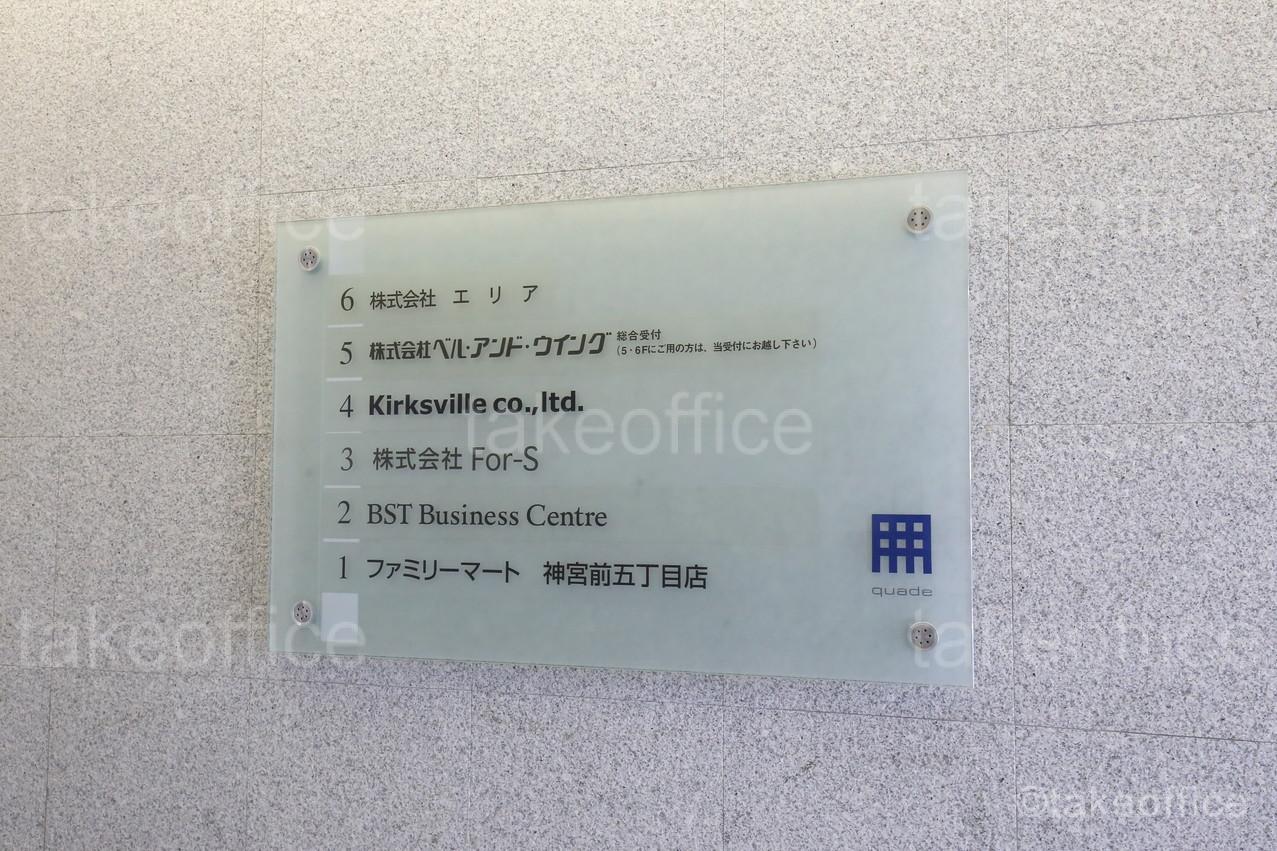 takeoffice
takeoffice
6 株式会社 エリア
5 株式会社ベル・アンド・ウイング 総合受付
(5・6Fにご用の方は、当受付にお越し下さい)
4 Kirksville co.,ltd.
takeoffice
3 株式会社 For-S
2 BST Business Centre
1 ファミリーマート 神宮前五丁目店
quade
takeoffice
takeoffice
©takeoffice